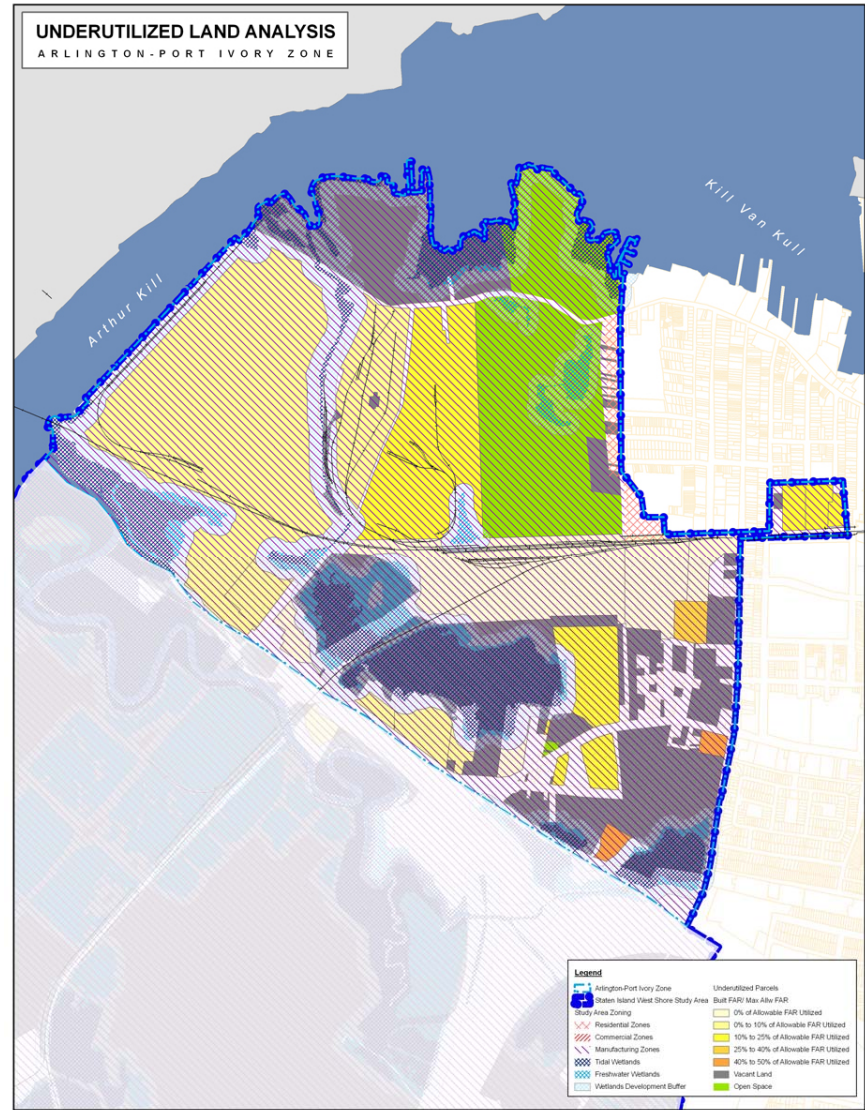 UNDERUTILIZED LAND ANALYSIS
ARLINGTON-PORT IVORY ZONE
Kill Van Kull
Arthur Kill
Legend
Arlington-Port Ivory Zone
Staten Island West Shore Study Area
Study Area Zoning
Residential Zones
Commercial Zones
Manufacturing Zones
Tidal Wetlands
Freshwater Wetlands
Wetlands Development Buffer
Underutilized Parcels
Built FAR/ Max Allw FAR
0% of Allowable FAR Utilized
0% to 10% of Allowable FAR Utilized
10% to 25% of Allowable FAR Utilized
25% to 40% of Allowable FAR Utilized
40% to 50% of Allowable FAR Utilized
Vacant Land
Open Space